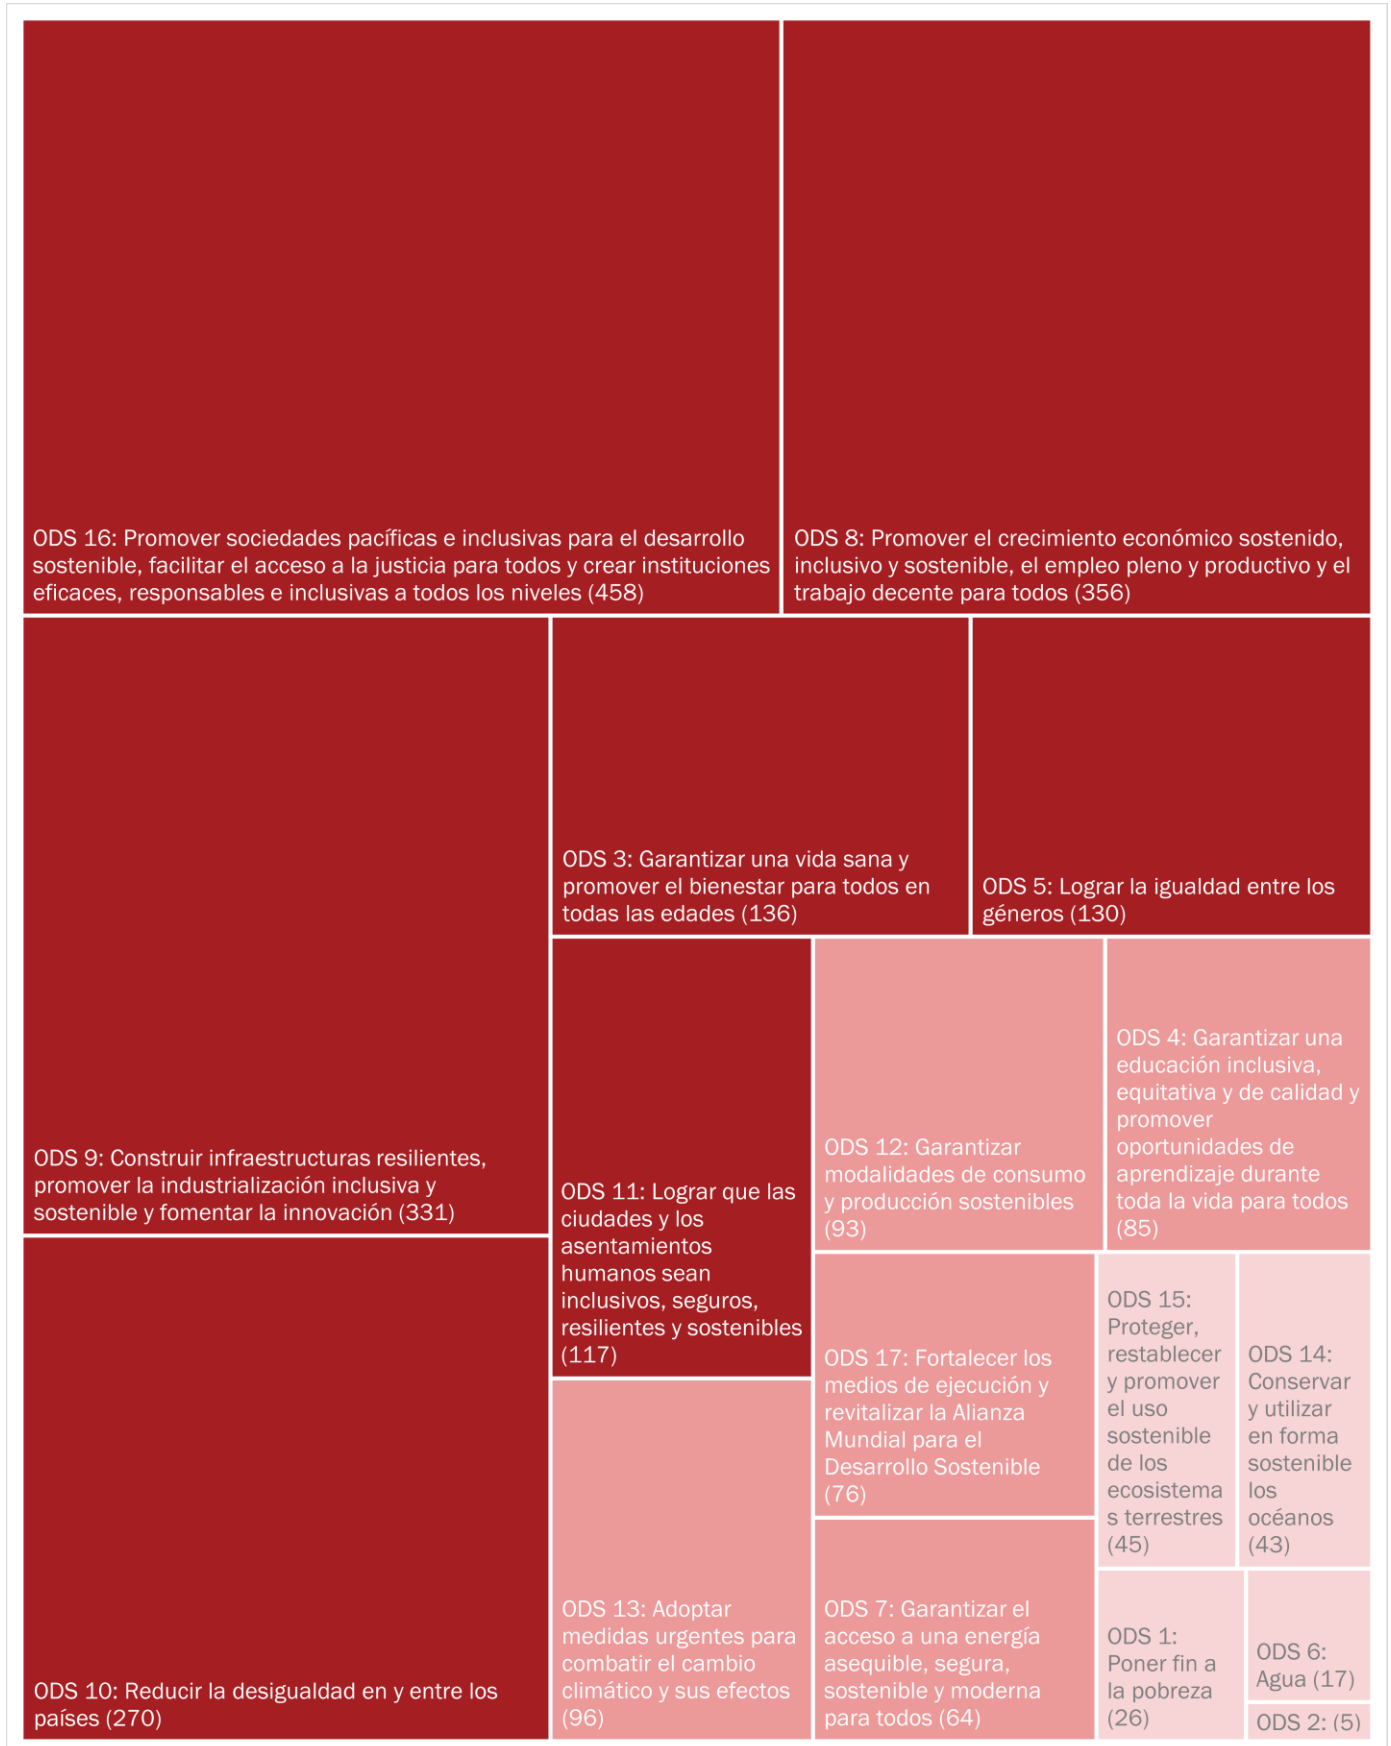 ODS 16: Promover sociedades pacíficas e inclusivas para el desarrollo
sostenible, facilitar el acceso a la justicia para todos y crear instituciones
eficaces, responsables e inclusivas a todos los niveles (458)
ODS 8: Promover el crecimiento económico sostenido,
inclusivo y sostenible, el empleo pleno y productivo y el
trabajo decente para todos (356)
ODS 9: Construir infraestructuras resilientes,
promover la industrialización inclusiva y
sostenible y fomentar la innovación (331)
ODS 10: Reducir la desigualdad en y entre los
países (270)
ODS 3: Garantizar una vida sana y
promover el bienestar para todos en
todas las edades (136)
ODS 5: Lograr la igualdad entre los
géneros (130)
ODS 11: Lograr que las
ciudades y los
asentamientos
humanos sean
inclusivos, seguros,
resilientes y sostenibles
(117)
ODS 13: Adoptar
medidas urgentes para
combatir el cambio
climático y sus efectos
(96)
ODS 12: Garantizar
modalidades de consumo
y producción sostenibles
(93)
ODS 4: Garantizar una
educación inclusiva,
equitativa y de calidad y
promover
oportunidades de
aprendizaje durante
toda la vida para todos
(85)
ODS 17: Fortalecer los
medios de ejecución y
revitalizar la Alianza
Mundial para el
Desarrollo Sostenible
(76)
ODS 7: Garantizar el
acceso a una energía
asequible, segura,
sostenible y moderna
para todos (64)
ODS 15:
Proteger,
restablecer
y promover
el uso
sostenible
de los
ecosistema
s terrestres
(45)
ODS 14:
Conservar
y utilizar
en forma
sostenible
los
océanos
(43)
ODS 1:
Poner fin a
la pobreza
(26)
ODS 6:
Agua (17)
ODS 2: (5)